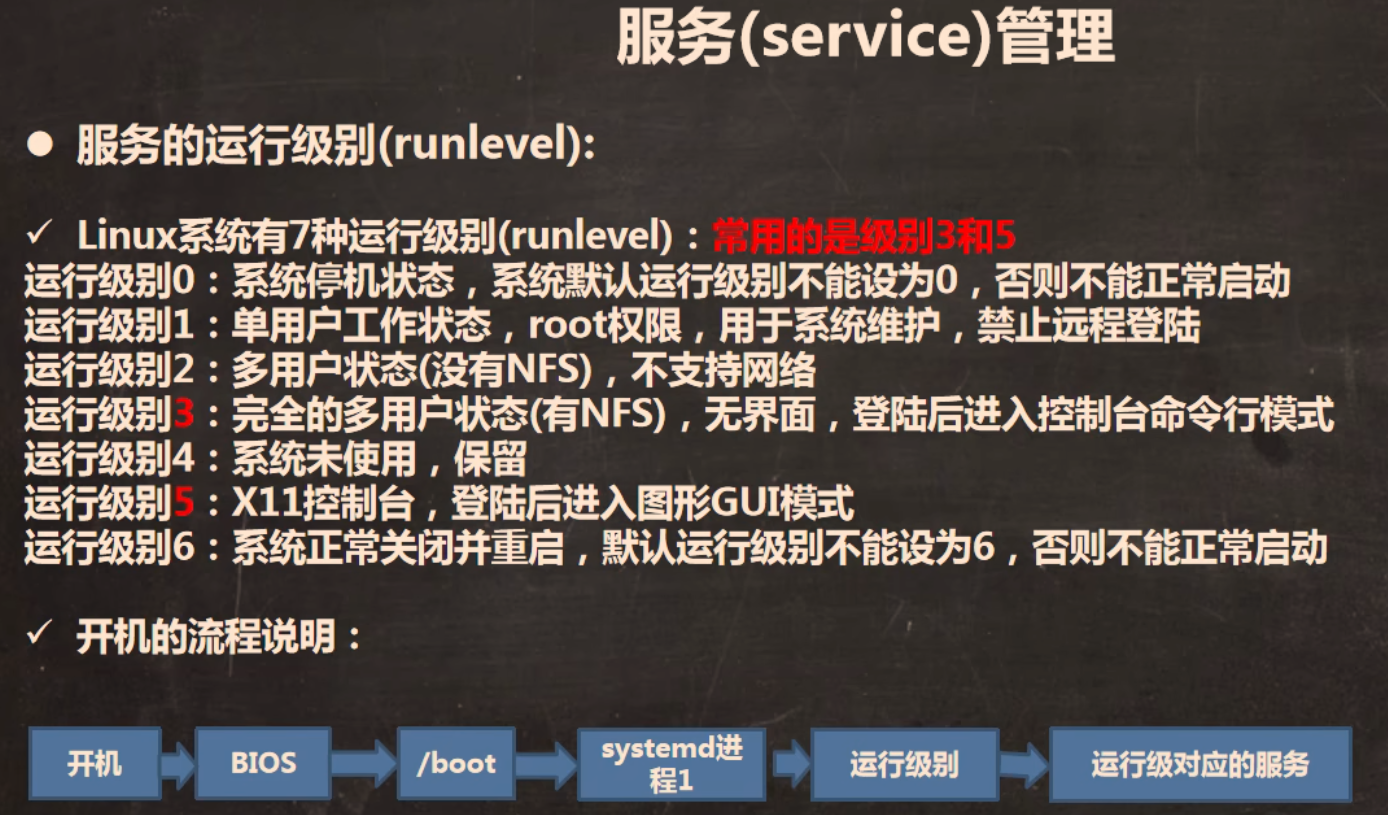 服务(service)管理
● 服务的运行级别(runlevel):
✓ Linux系统有7种运行级别(runlevel)：常用的是级别3和5
运行级别0：系统停机状态，系统默认运行级别不能设为0，否则不能正常启动
运行级别1：单用户工作状态，root权限，用于系统维护，禁止远程登陆
运行级别2：多用户状态(没有NFS)，不支持网络
运行级别3：完全的多用户状态(有NFS)，无界面，登陆后进入控制台命令行模式
运行级别4：系统未使用，保留
运行级别5：X11控制台，登陆后进入图形GUI模式
运行级别6：系统正常关闭并重启，默认运行级别不能设为6，否则不能正常启动
✓ 开机的流程说明：
开机
BIOS
/boot
systemd进
程1
运行级别
运行级对应的服务